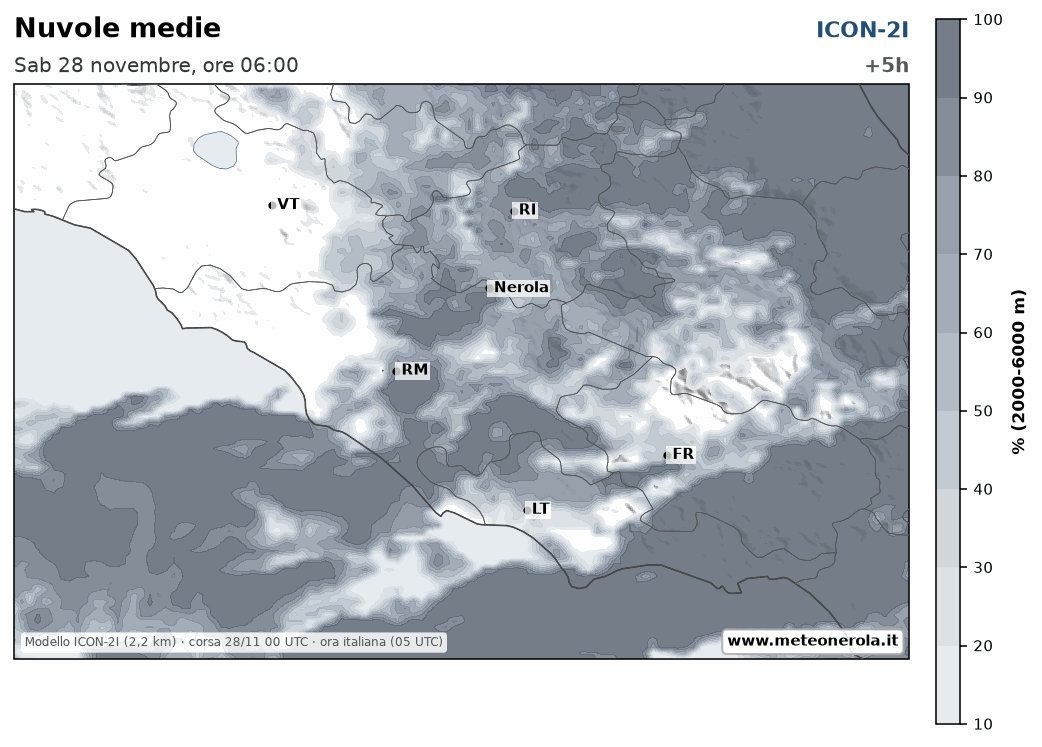 Nuvole medie
ICON-2I
Sab 28 novembre, ore 06:00
+5h
VT
RI
Nerola
RM
FR
LT
Modello ICON-2I (2,2 km) · corsa 28/11 00 UTC · ora italiana (05 UTC)
www.meteonerola.it
100
90
80
70
60
50
40
30
20
10
% (2000-6000 m)